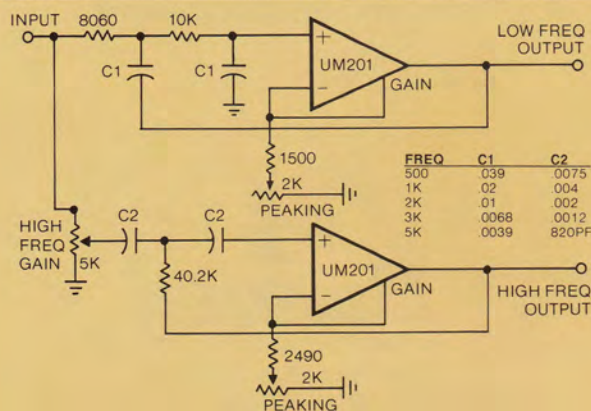 INPUT
8060
10K
C1
C1
+
UM201
−
GAIN
LOW FREQ
OUTPUT
1500
2K
PEAKING
FREQ C1 C2
500 .039 .0075
1K .02 .004
2K .01 .002
3K .0068 .0012
5K .0039 820PF
HIGH
FREQ
GAIN
5K
C2
C2
40.2K
+
UM201
−
GAIN
HIGH FREQ
OUTPUT
2490
2K
PEAKING